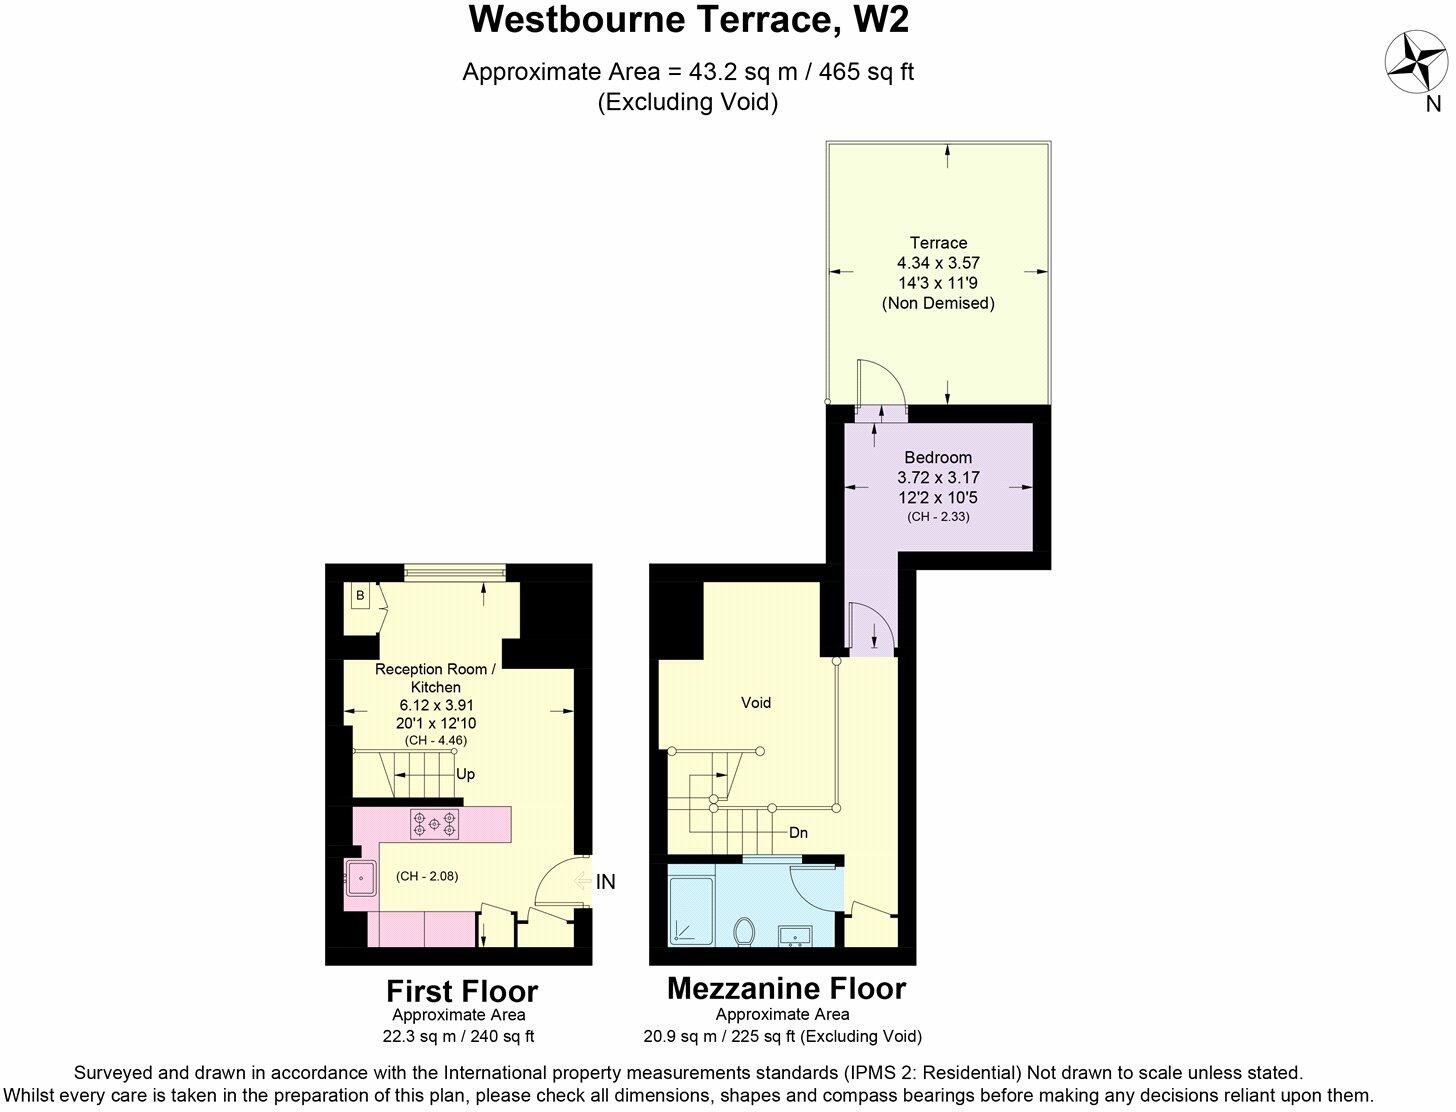 Westbourne Terrace, W2
Approximate Area = 43.2 sq m / 465 sq ft
(Excluding Void)
N
Terrace
4.34 x 3.57
14'3 x 11'9
(Non Demised)
Bedroom
3.72 x 3.17
12'2 x 10'5
(CH - 2.33)
B
Reception Room /
Kitchen
6.12 x 3.91
20'1 x 12'10
(CH - 4.46)
Up
(CH - 2.08)
IN
Void
Dn
First Floor
Approximate Area
22.3 sq m / 240 sq ft
Mezzanine Floor
Approximate Area
20.9 sq m / 225 sq ft (Excluding Void)
Surveyed and drawn in accordance with the International property measurements standards (IPMS 2: Residential) Not drawn to scale unless stated.
Whilst every care is taken in the preparation of this plan, please check all dimensions, shapes and compass bearings before making any decisions reliant upon them.